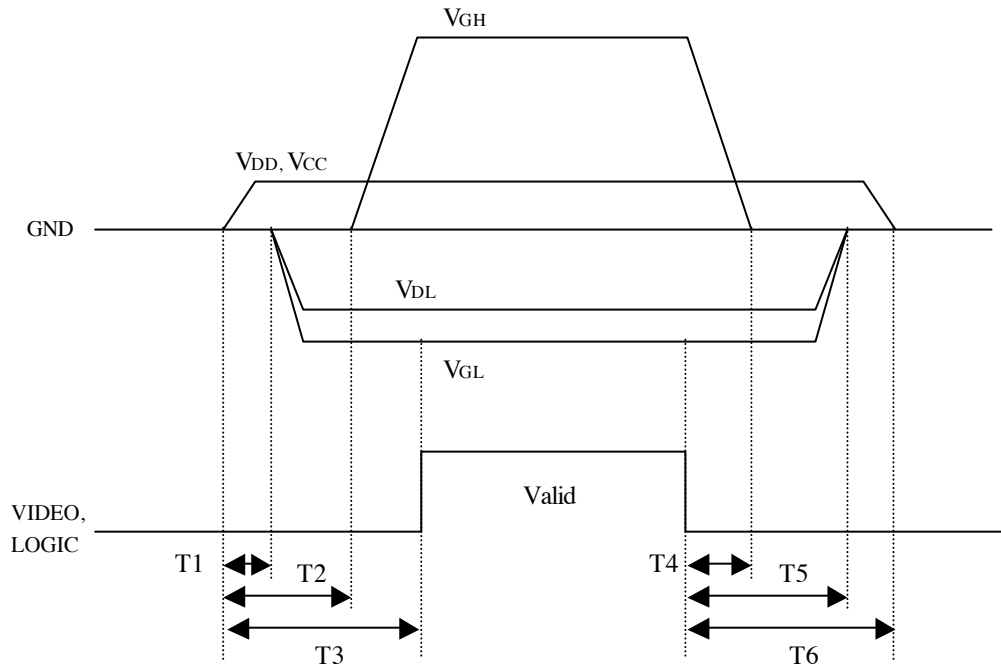 VGH
VDD, VCC
GND
VDL
VGL
Valid
VIDEO,
LOGIC
T1
T2
T3
T4
T5
T6